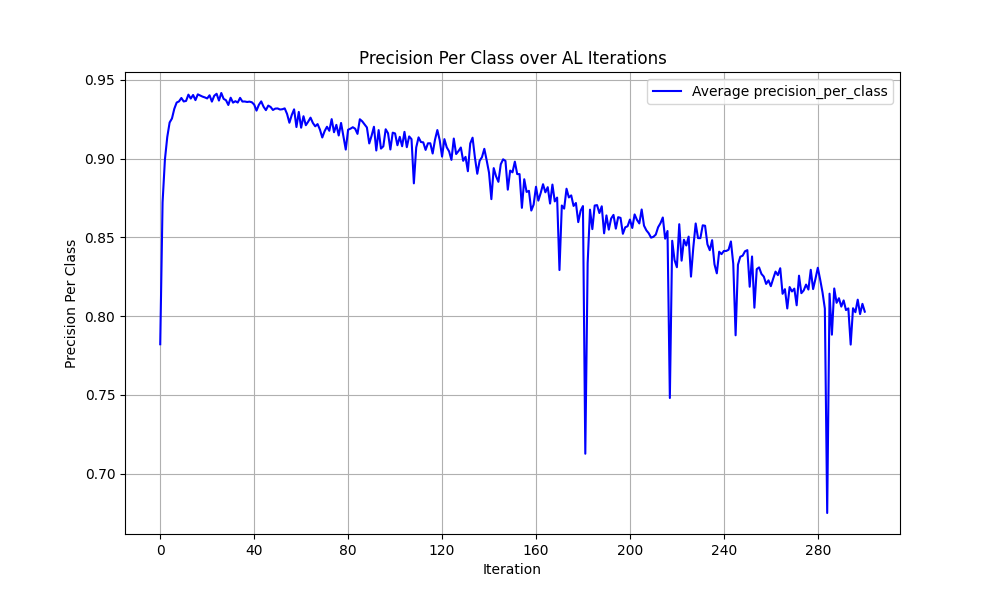 Precision Per Class over AL Iterations
Average precision_per_class
Precision Per Class
0.95
0.90
0.85
0.80
0.75
0.70
0 40 80 120 160 200 240 280
Iteration